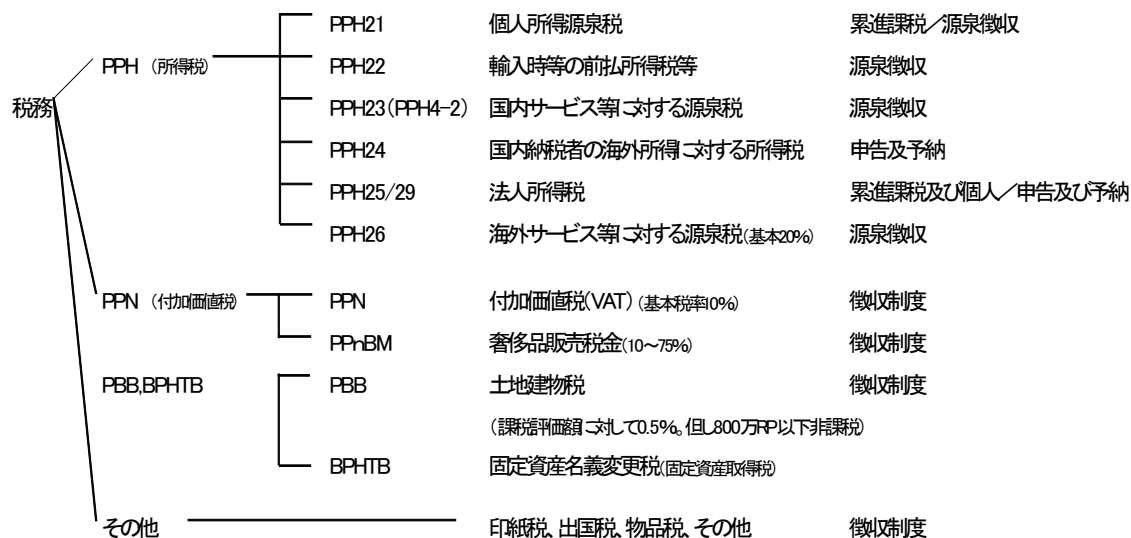 PPH21 個人所得源泉税 累進課税／源泉徴収
PPH （所得税） PPH22 輸入時等の前払所得税等 源泉徴収
税務 PPH23(PPH4-2) 国内サービス等に対する源泉税 源泉徴収
PPH24 国内納税者の海外所得に対する所得税 申告及予納
PPH25/29 法人所得税 累進課税及び個人／申告及び予納
PPH26 海外サービス等に対する源泉税(基本20%) 源泉徴収
PPN （付加価値税) PPN 付加価値税(VAT) (基本税率10%) 徴収制度
PPnBM 奢侈品販売税金(10～75%) 徴収制度
PBB,BPHTB PBB 土地建物税 徴収制度
（課税評価額に対して0.5%。但し800万RP以下非課税）
BPHTB 固定資産名義変更税(固定資産取得税)
その他 印紙税、出国税、物品税、その他 徴収制度